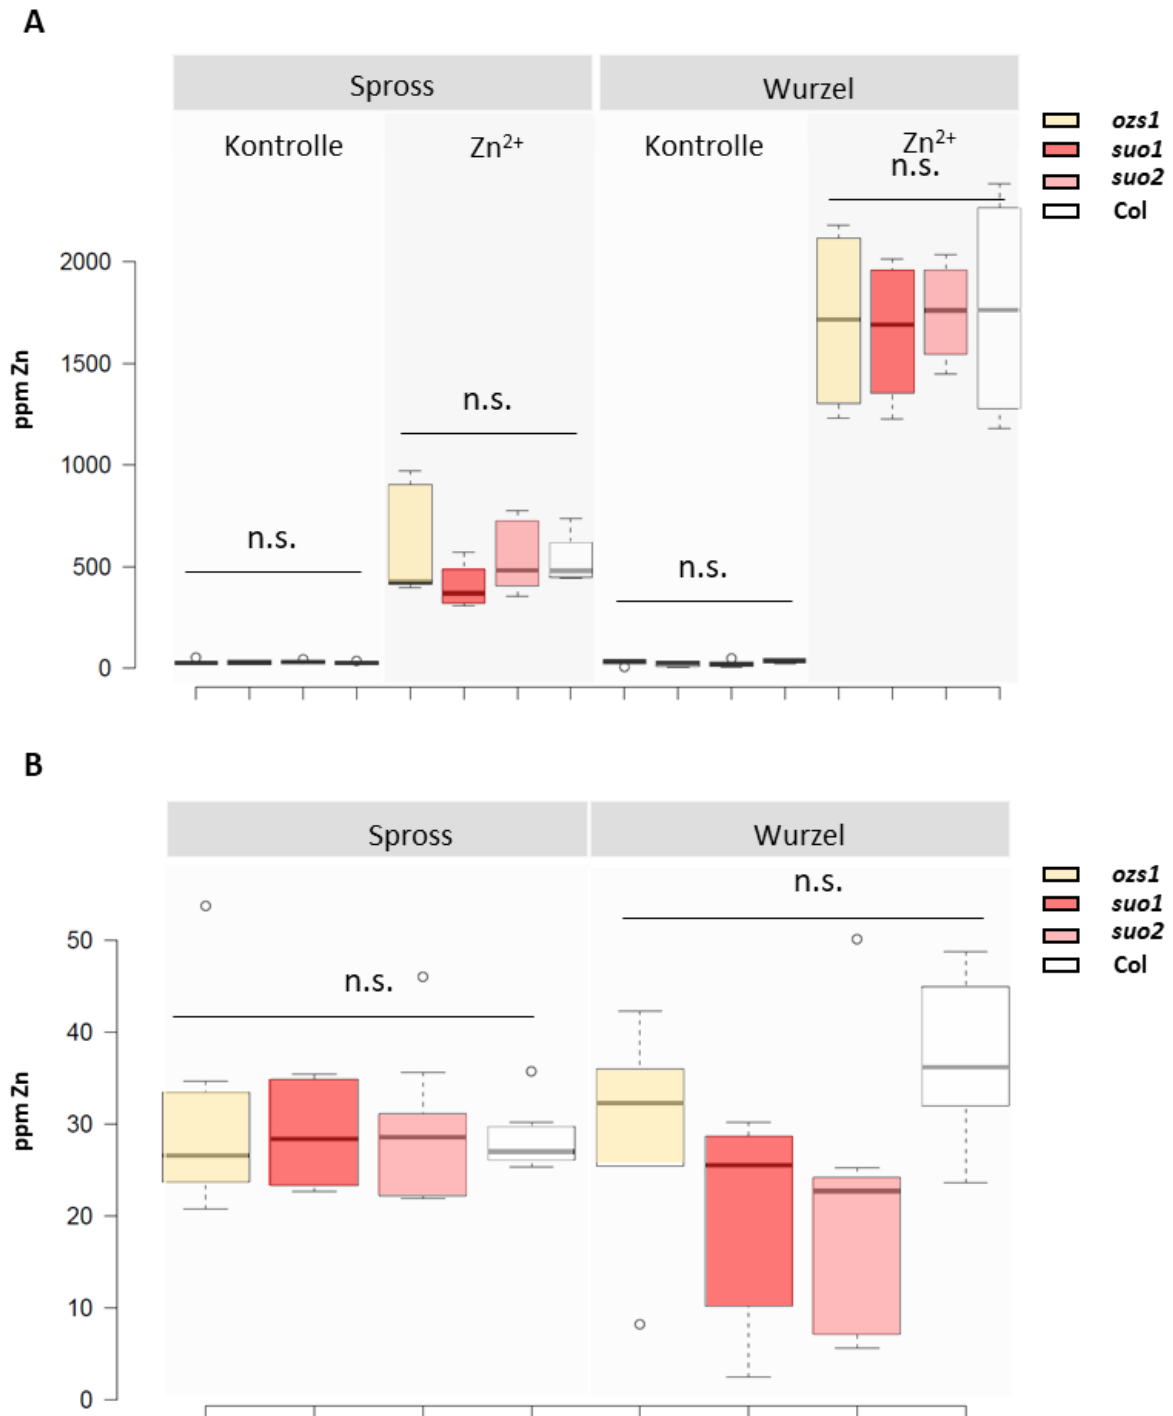 A
Spross
Wurzel
Kontrolle
Zn²⁺
Kontrolle
Zn²⁺
n.s.
n.s.
n.s.
n.s.
ozs1
suo1
suo2
Col
ppm Zn
2000
1500
1000
500
0
B
Spross
Wurzel
n.s.
n.s.
ozs1
suo1
suo2
Col
ppm Zn
50
40
30
20
10
0